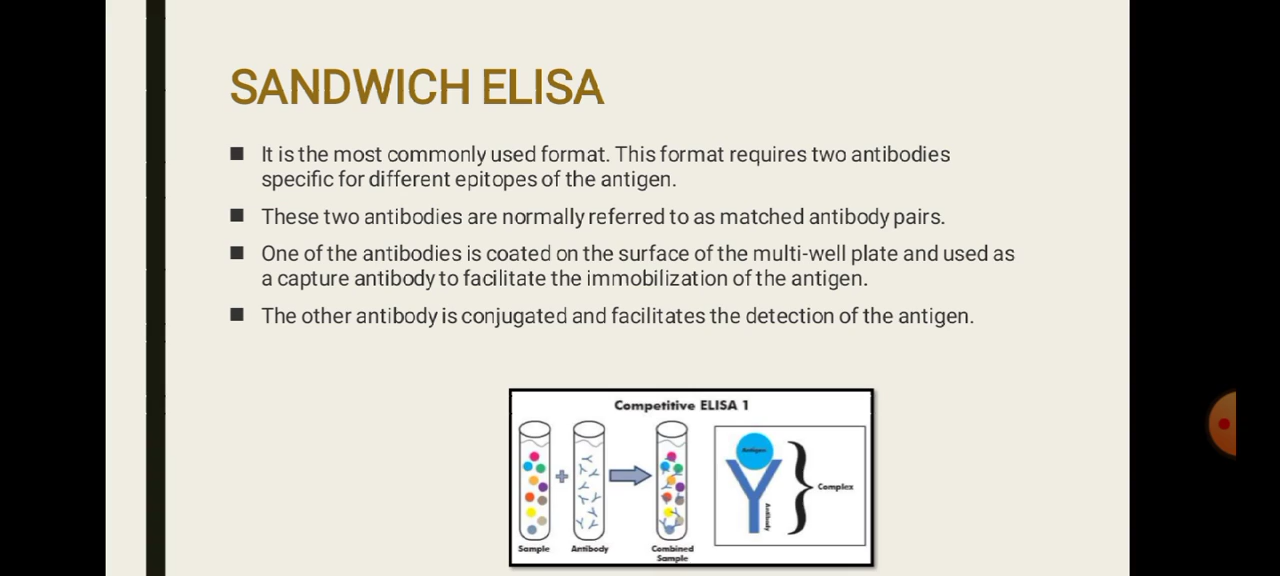 SANDWICH ELISA
■ It is the most commonly used format. This format requires two antibodies
specific for different epitopes of the antigen.
■ These two antibodies are normally referred to as matched antibody pairs.
■ One of the antibodies is coated on the surface of the multi-well plate and used as
a capture antibody to facilitate the immobilization of the antigen.
■ The other antibody is conjugated and facilitates the detection of the antigen.
Competitive ELISA 1
Antigen
Antibody
Complex
Sample
Antibody
Combined
Sample